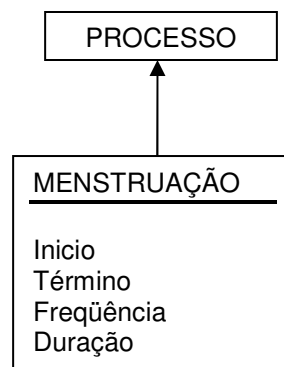 PROCESSO
MENSTRUAÇÃO
Inicio
Término
Freqüência
Duração